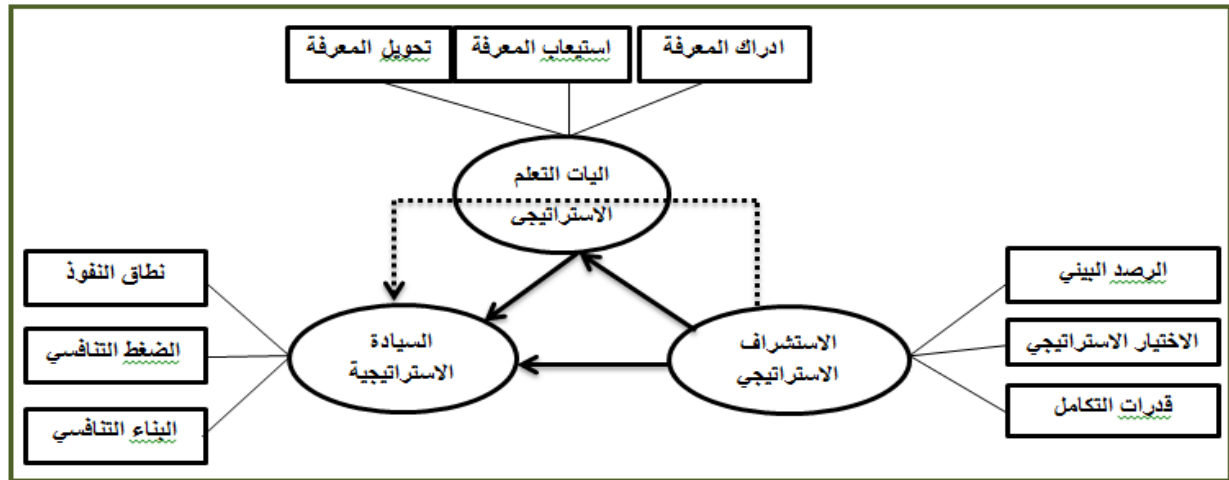 ادراك المعرفة
استيعاب المعرفة
تحويل المعرفة
اليات التعلم
الاستراتيجي
الرصد البيني
الاختيار الاستراتيجي
قدرات التكامل
الاستشراف
الاستراتيجي
السيادة
الاستراتيجية
نطاق النفوذ
الضغط التنافسي
البناء التنافسي